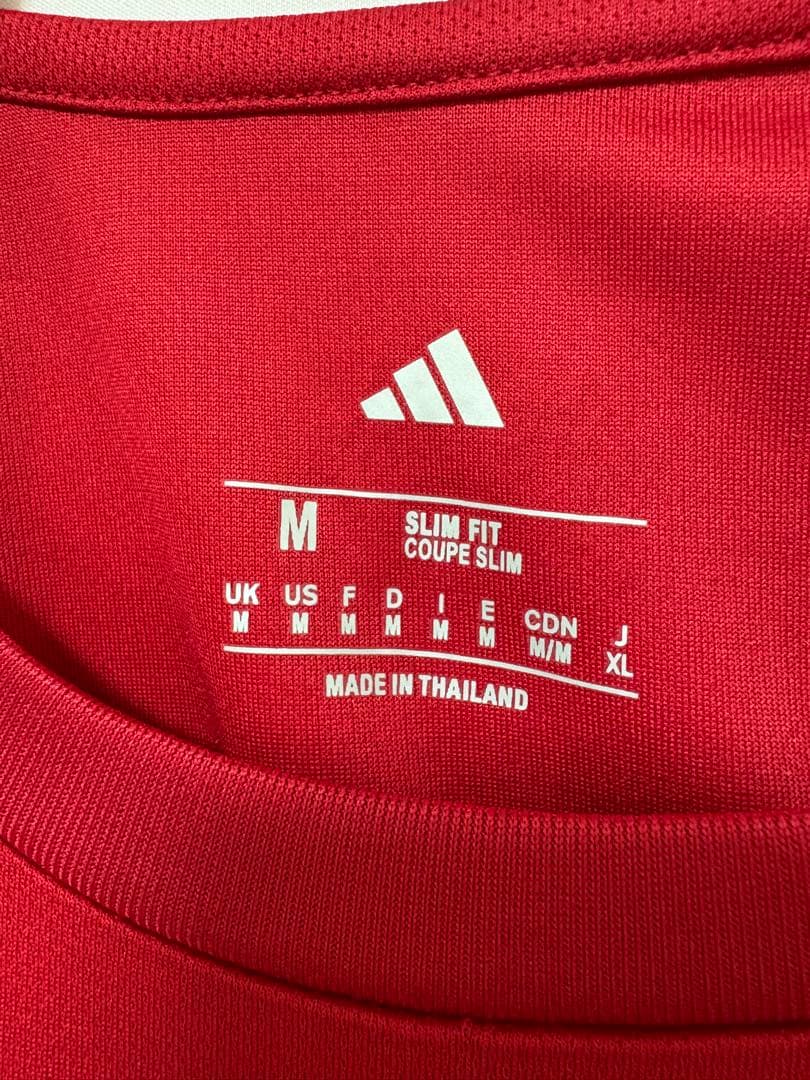 M SLIM FIT
COUPE SLIM
UK US F D I E CDN J
M M M M M M M/M XL
MADE IN THAILAND